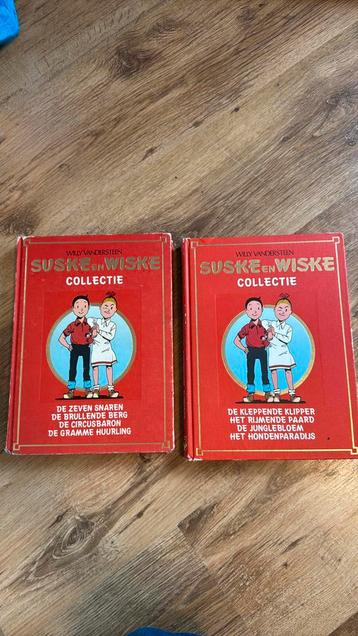 WILLY VANDERSTEEN
SUSKE EN WISKE
COLLECTIE
DE ZEVEN SNAREN
DE BRULLENDE BERG
DE CIRCUSBARON
DE GRAMME HUURLING
WILLY VANDERSTEEN
SUSKE EN WISKE
COLLECTIE
DE KLEPPENDE KLIPPER
HET RIJMENDE PAARD
DE JUNGLEBLOEM
HET HONDENPARADIJS